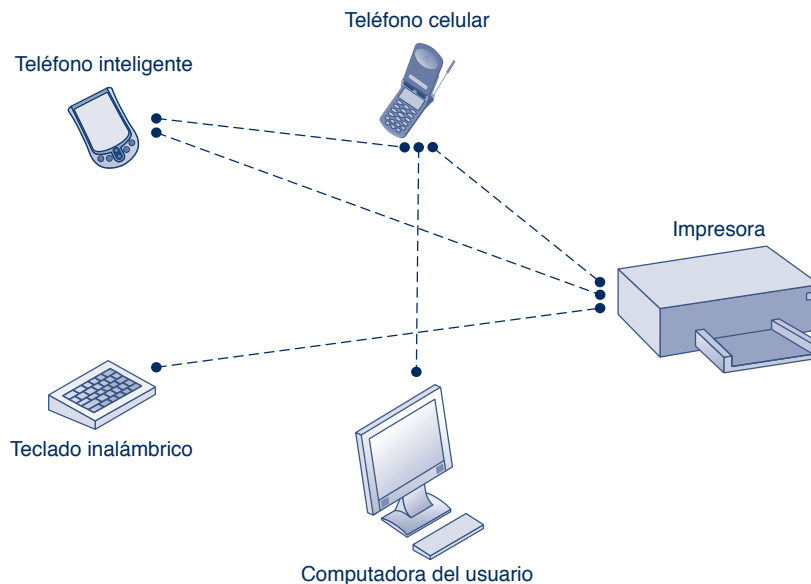 Teléfono celular
Teléfono inteligente
Impresora
Teclado inalámbrico
Computadora del usuario